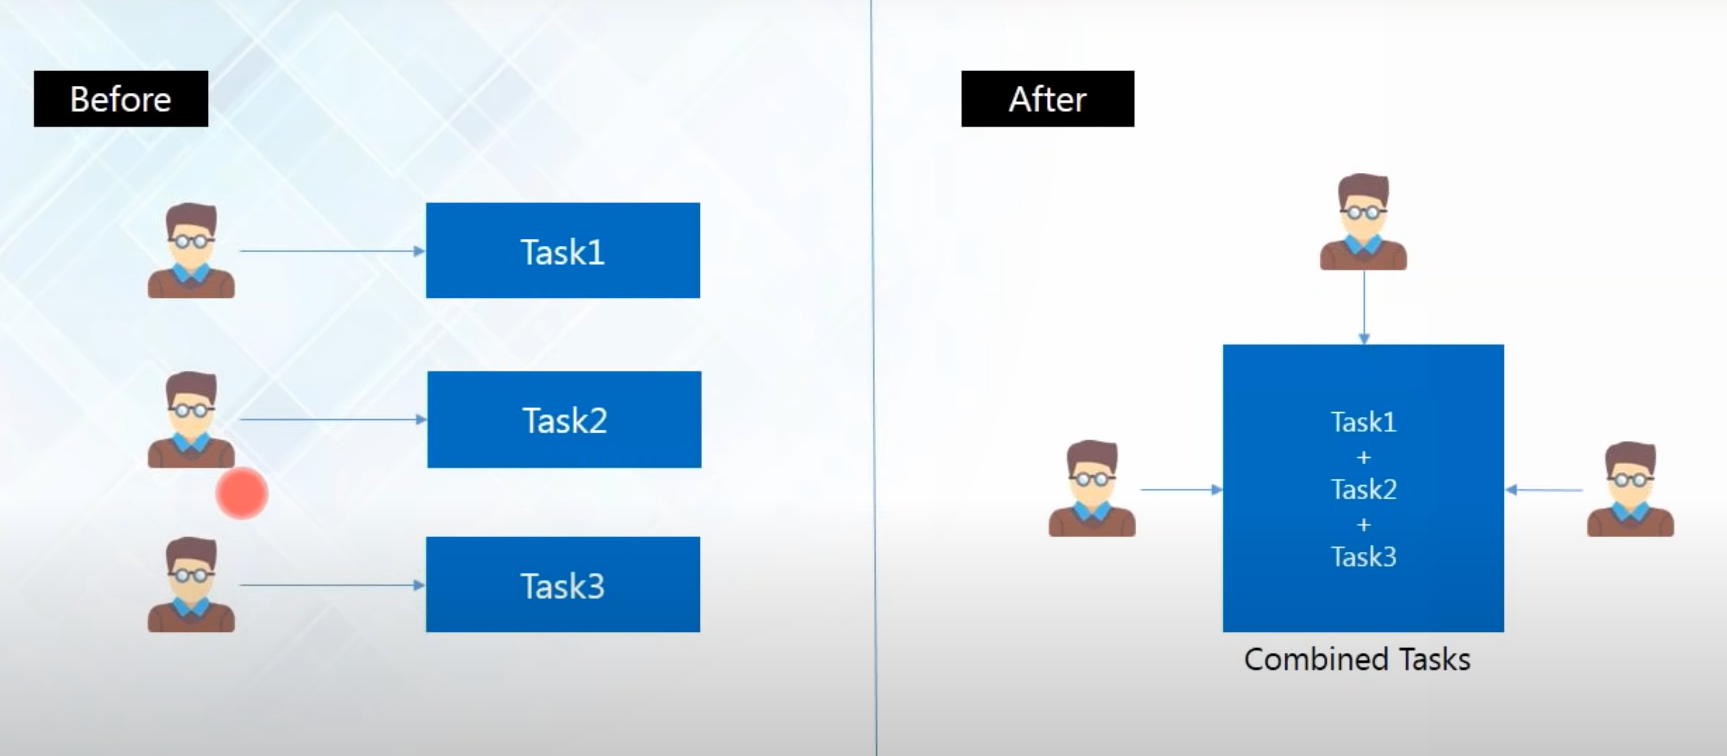 Before
Task1
Task2
Task3
After
Task1
+
Task2
+
Task3
Combined Tasks